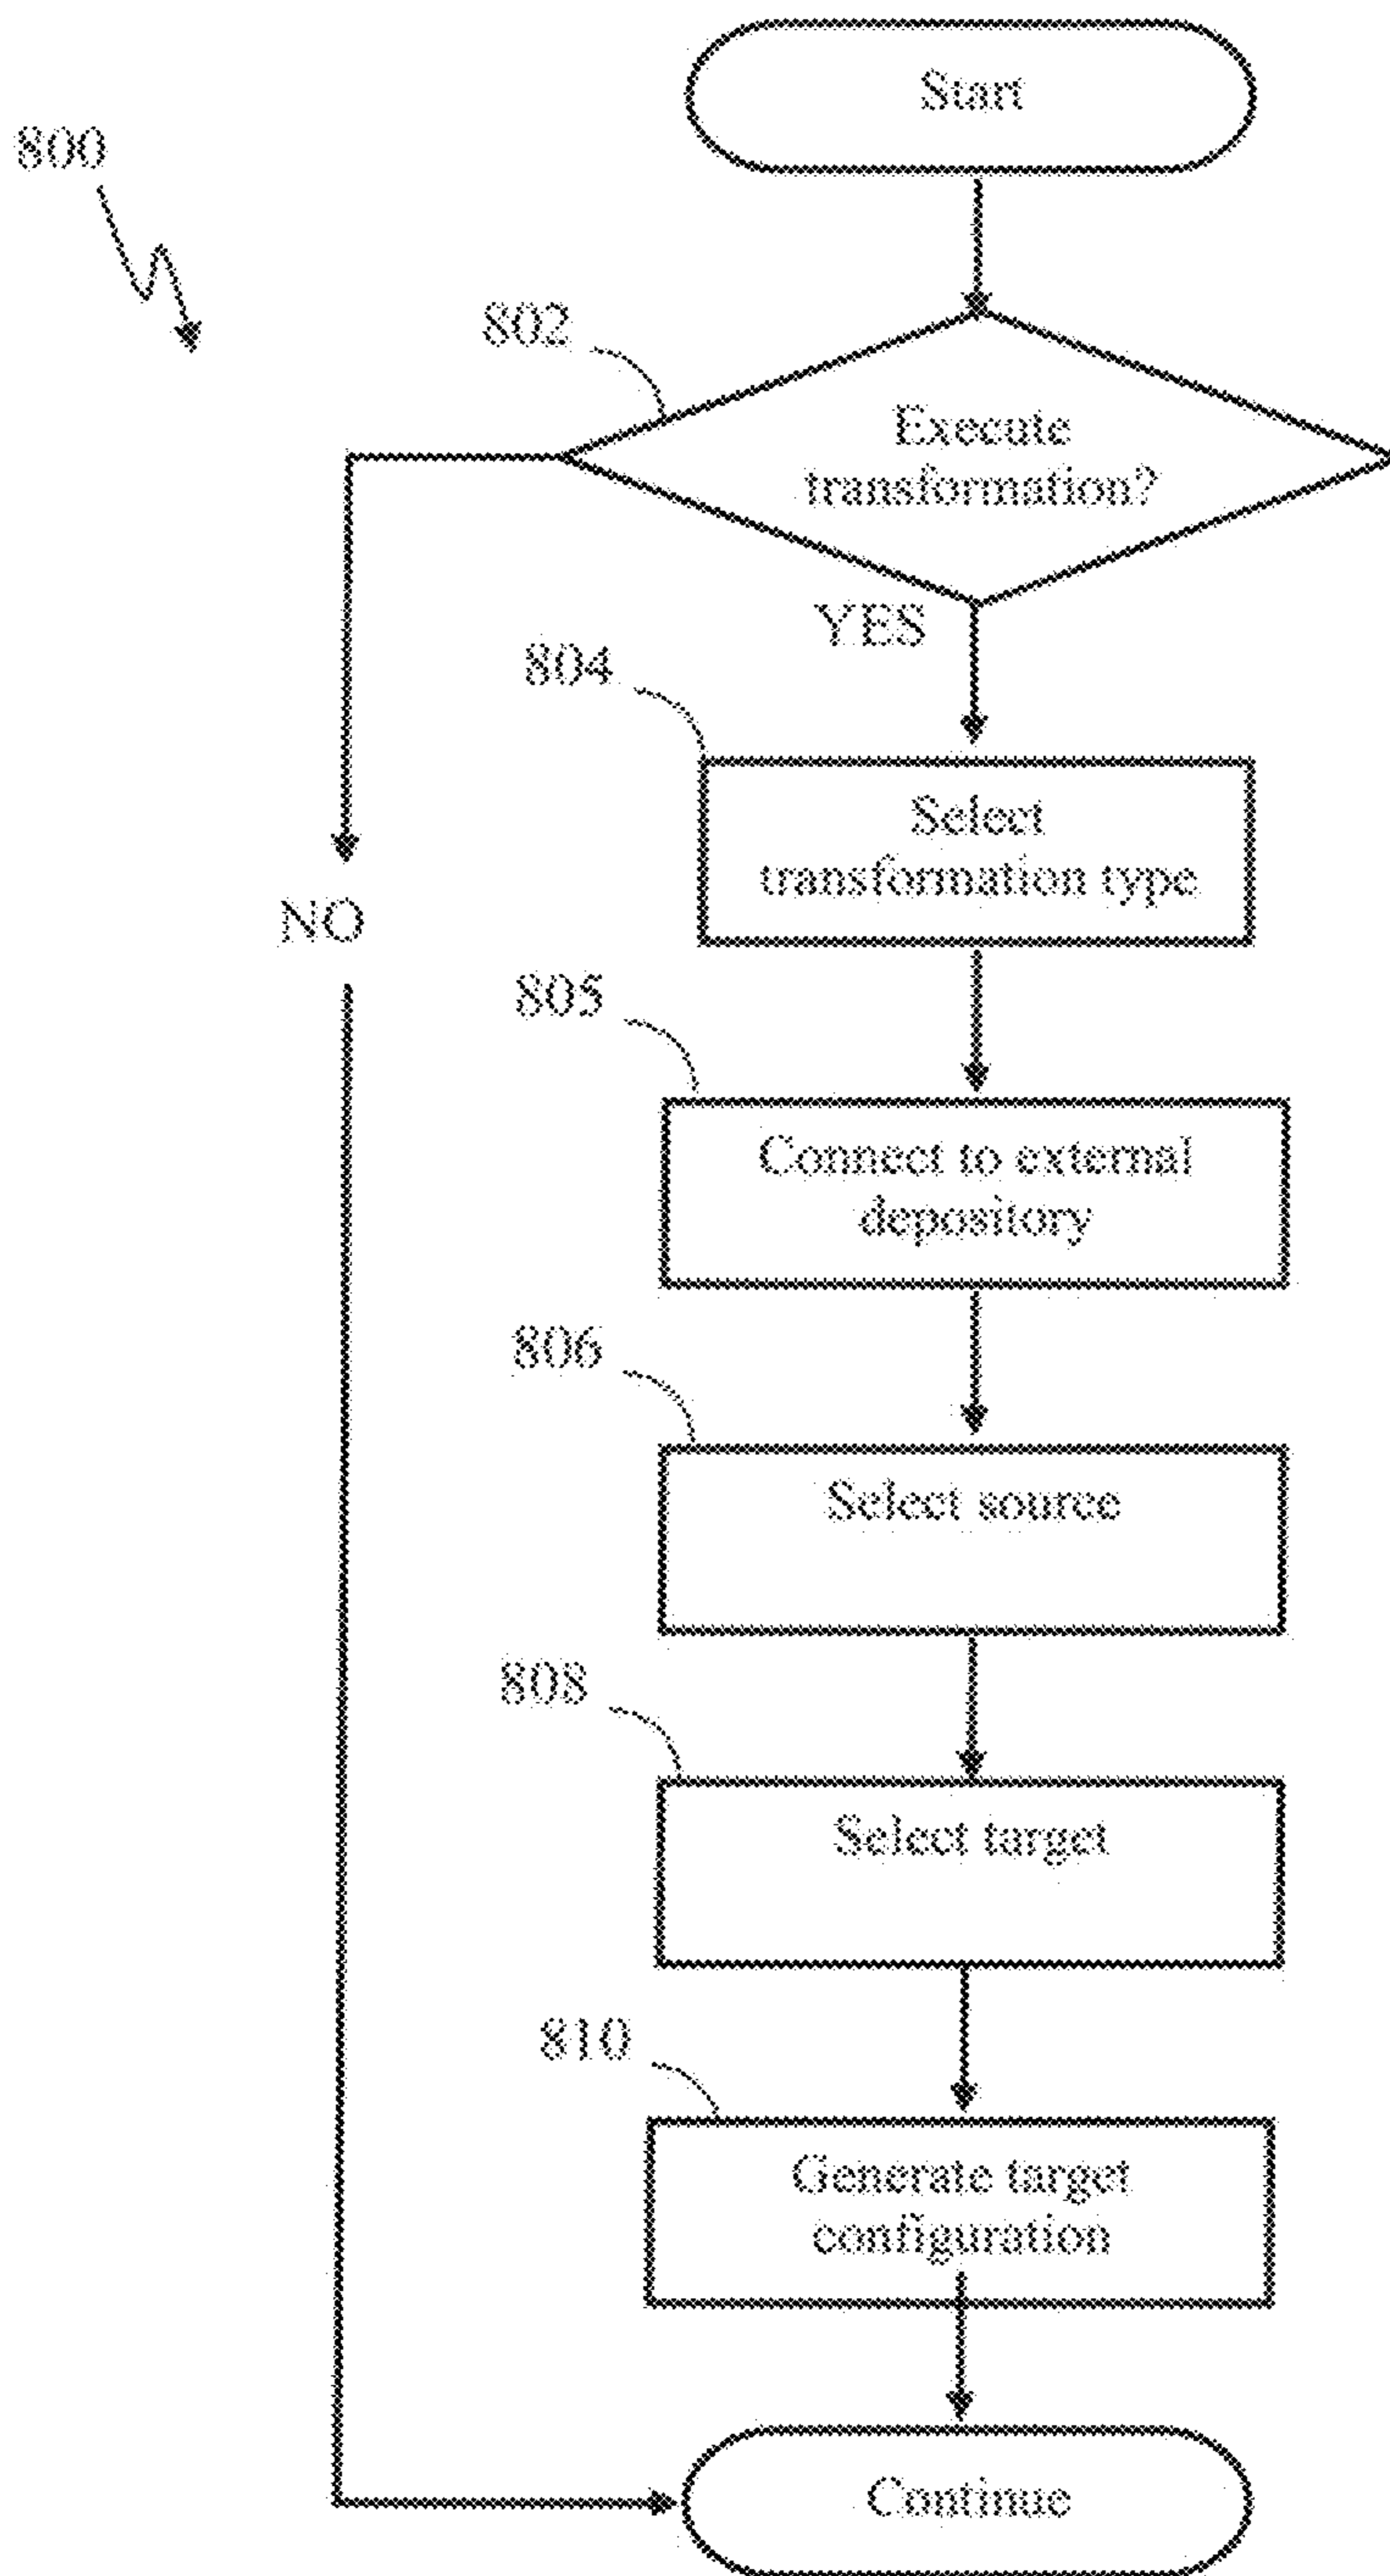 Start
800
802
Execute
transformation?
YES
804
Select
transformation type
NO
805
Connect to external
depository
806
Select source
808
Select target
810
Generate target
configuration
Continue